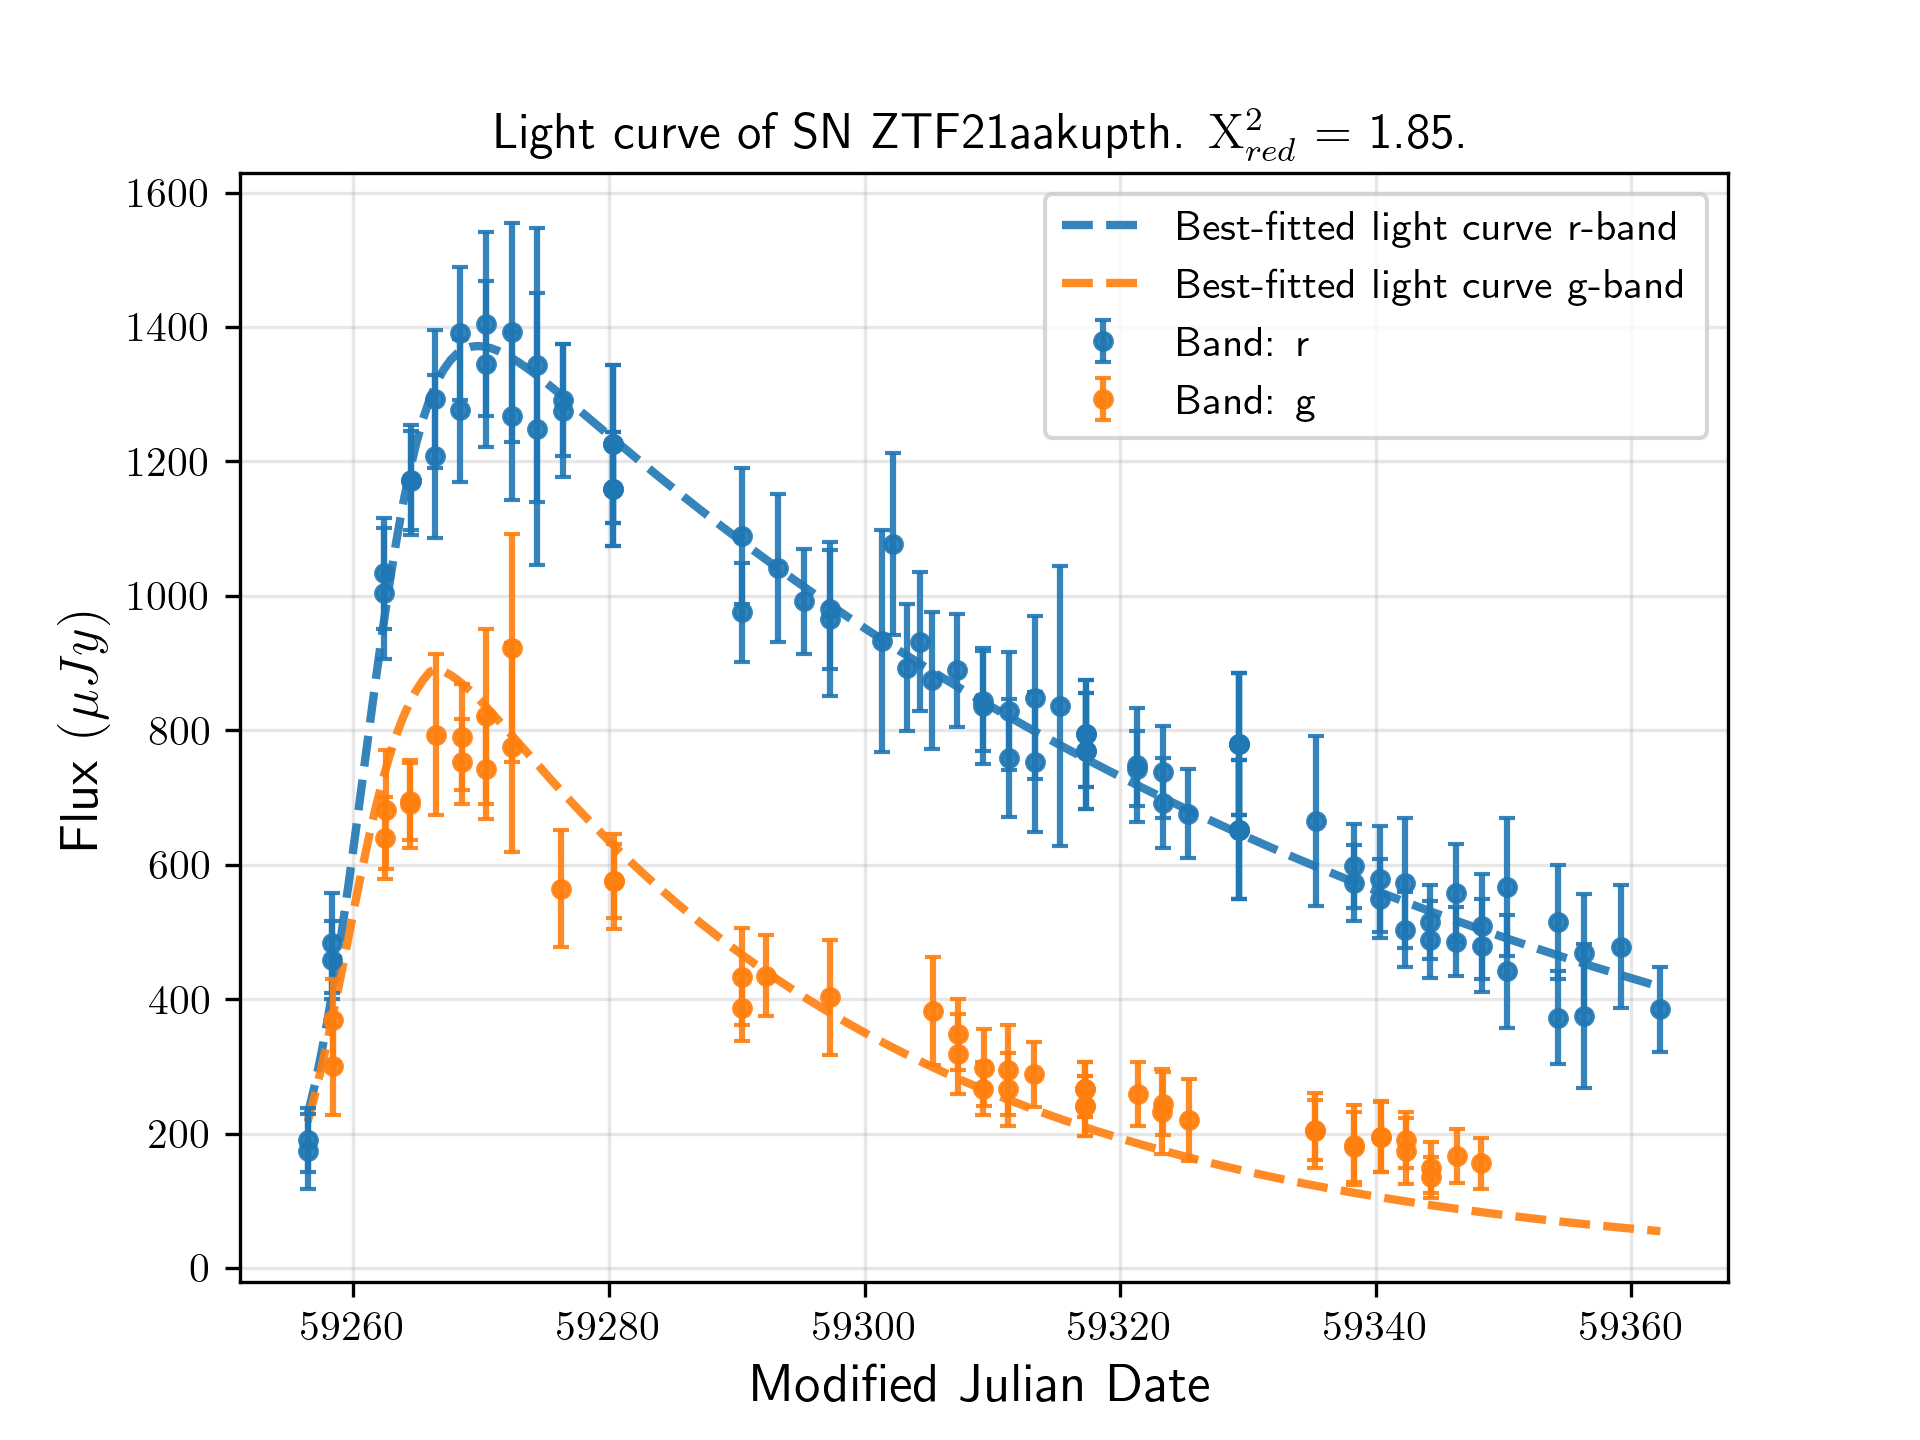 Light curve of SN ZTF21aakupth. X²_red = 1.85.
Best-fitted light curve r-band
Best-fitted light curve g-band
Band: r
Band: g
Flux (μJy)
1600
1400
1200
1000
800
600
400
200
0
59260 59280 59300 59320 59340 59360
Modified Julian Date